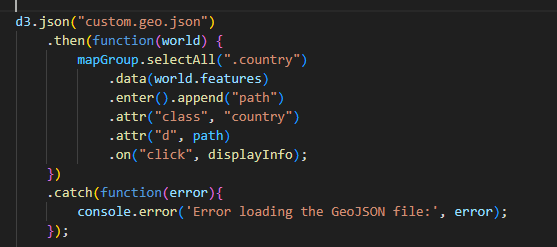 d3.json("custom.geo.json")
    .then(function(world) {
        mapGroup.selectAll(".country")
            .data(world.features)
            .enter().append("path")
            .attr("class", "country")
            .attr("d", path)
            .on("click", displayInfo);
    })
    .catch(function(error){
        console.error('Error loading the GeoJSON file:', error);
    });